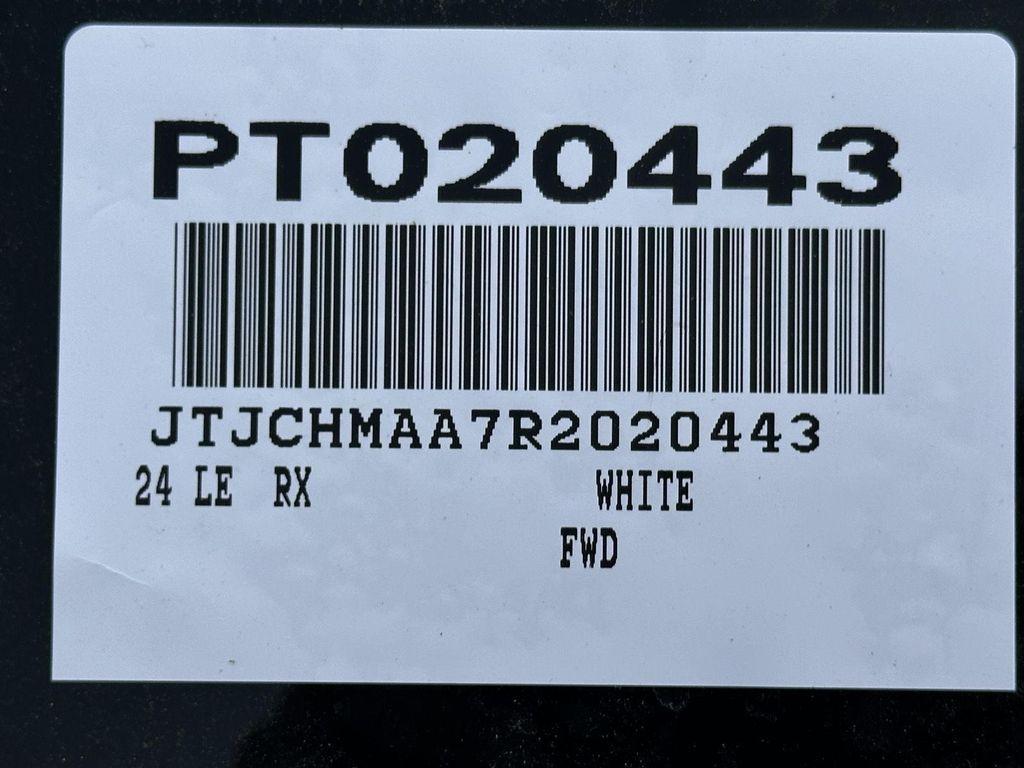 PT020443
JTJCHMAA7R2020443
24 LE RX WHITE
FWD